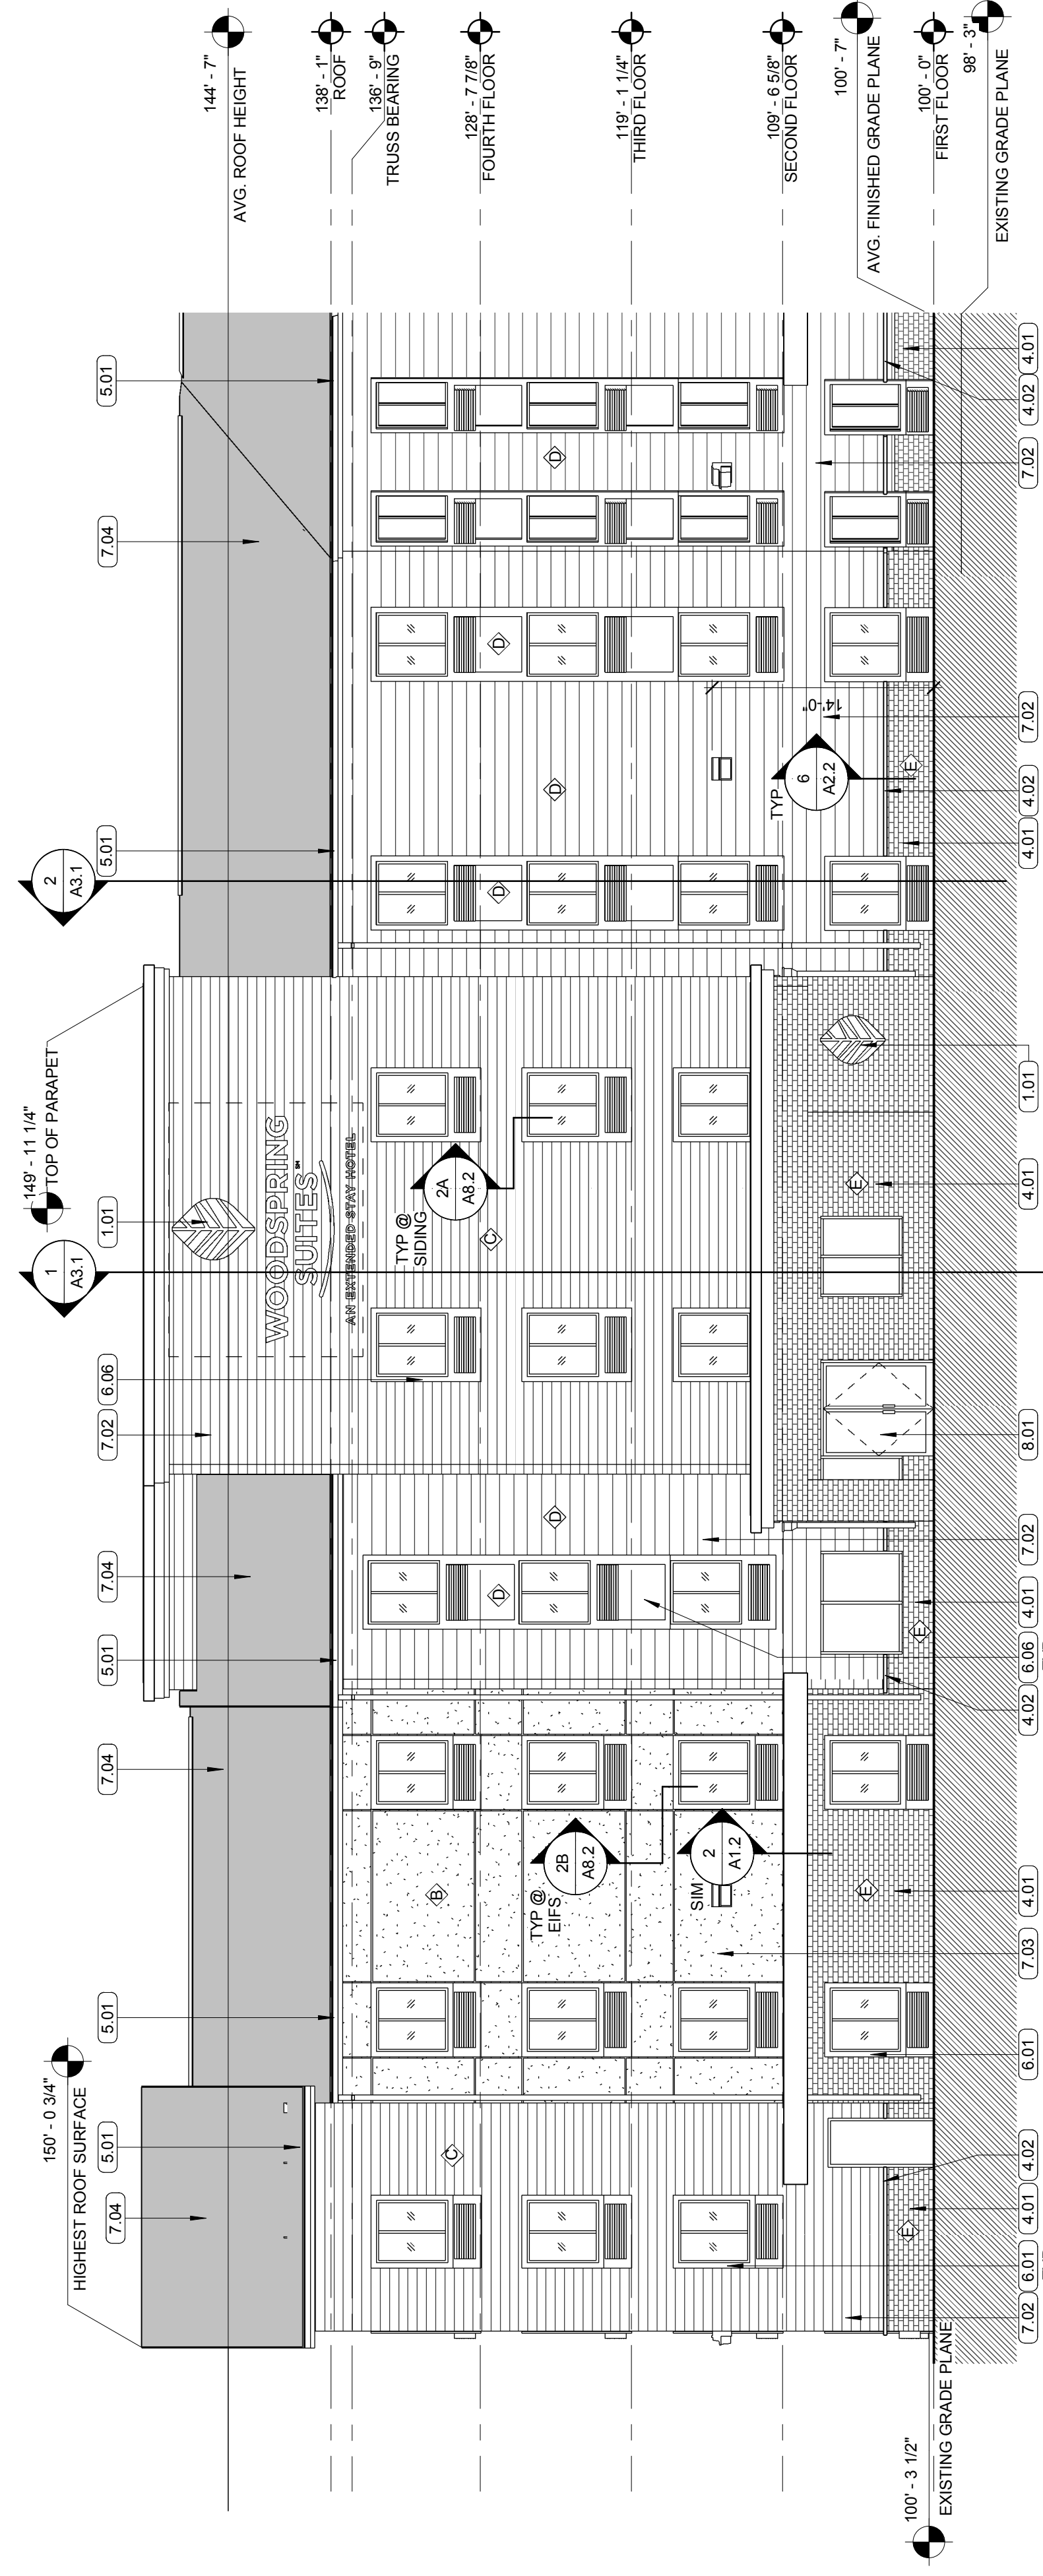 150' - 0 3/4"
HIGHEST ROOF SURFACE
1
A3.1
149' - 11 1/4"
TOP OF PARAPET
2
A3.1
7.04
5.01
5.01
7.04
5.01
7.04
7.02
6.06
1.01
5.01
7.04
5.01
144' - 7"
AVG. ROOF HEIGHT
WOODSPRING
SUITES SM
AN EXTENDED STAY HOTEL
138' - 1"
ROOF
136' - 9"
TRUSS BEARING
TYP @
SIDING
2A
A8.2
C
B
D
D
C
D
D
D
D
128' - 7 7/8"
FOURTH FLOOR
TYP @
EIFS
2B
A8.2
119' - 1 1/4"
THIRD FLOOR
SIM
2
A1.2
109' - 6 5/8"
SECOND FLOOR
TYP
6
A2.2
14'-0"
100' - 7"
AVG. FINISHED GRADE PLANE
E
E
E
E
E
100' - 3 1/2"
EXISTING GRADE PLANE
100' - 0"
FIRST FLOOR
98' - 3"
EXISTING GRADE PLANE
7.02
6.01
4.01
4.02
6.01
7.03
4.01
4.02
6.06
4.01
7.02
8.01
4.01
1.01
4.01
4.02
7.02
7.02
4.02
4.01